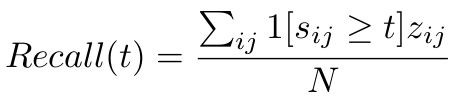 Recall(t) = \frac{\sum_{ij} 1[s_{ij} \geq t] z_{ij}}{N}